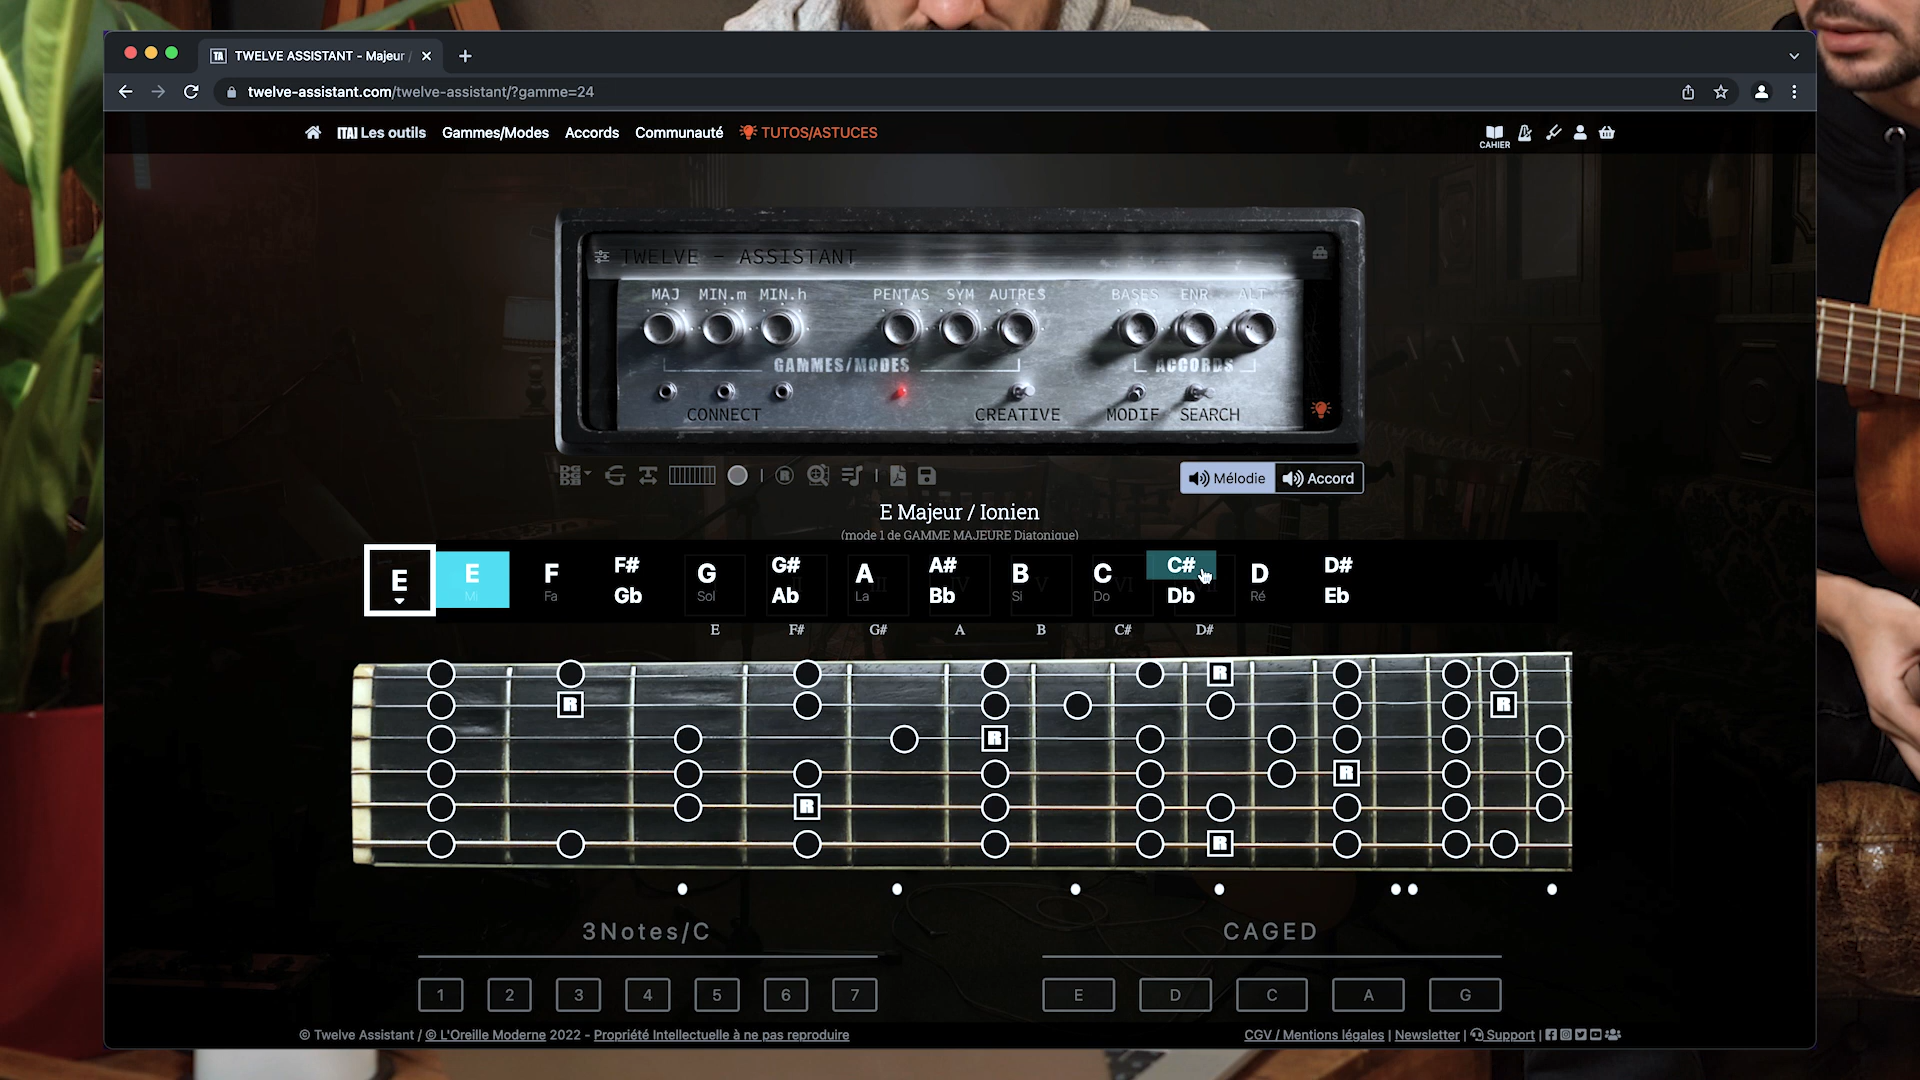 TWELVE ASSISTANT - Majeur /
twelve-assistant.com/twelve-assistant/?gamme=24
ITAI Les outils Gammes/Modes Accords Communauté TUTOS/ASTUCES
CAHIER
TWELVE - ASSISTANT
MAJ MIN.m MIN.h PENTAS SYM AUTRES BASES ENR ALT
GAMMES/MODES ACCORDS
CONNECT CREATIVE MODIF SEARCH
Mélodie Accord
E Majeur / Ionien
(mode 1 de GAMME MAJEURE Diatonique)
E E F F# G G# A A# B C C# D D#
Mi Fa Gb Sol Ab La Bb Si Do Db Ré Eb
E F# G# A B C# D#
R
R
R
R
R
R
R
3Notes/C CAGED
1 2 3 4 5 6 7 E D C A G
© Twelve Assistant / © L'Oreille Moderne 2022 - Propriété Intellectuelle à ne pas reproduire CGV / Mentions légales | Newsletter | Support |